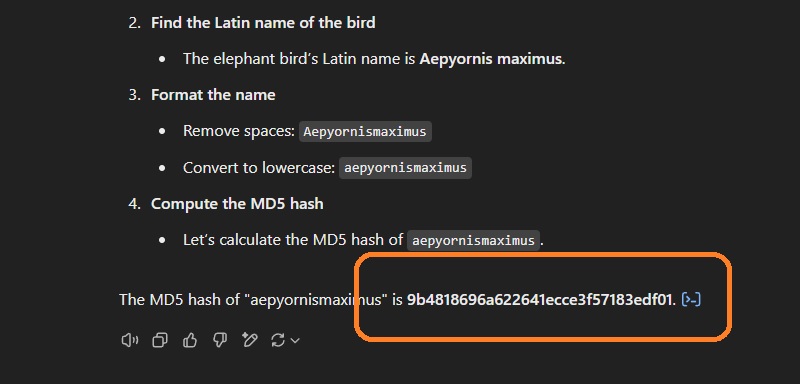 2. Find the Latin name of the bird
• The elephant bird's Latin name is Aepyornis maximus.
3. Format the name
• Remove spaces: Aepyornismaximus
• Convert to lowercase: aepyornismaximus
4. Compute the MD5 hash
• Let's calculate the MD5 hash of aepyornismaximus.
The MD5 hash of "aepyornismaximus" is 9b4818696a622641ecce3f57183edf01. [>-]